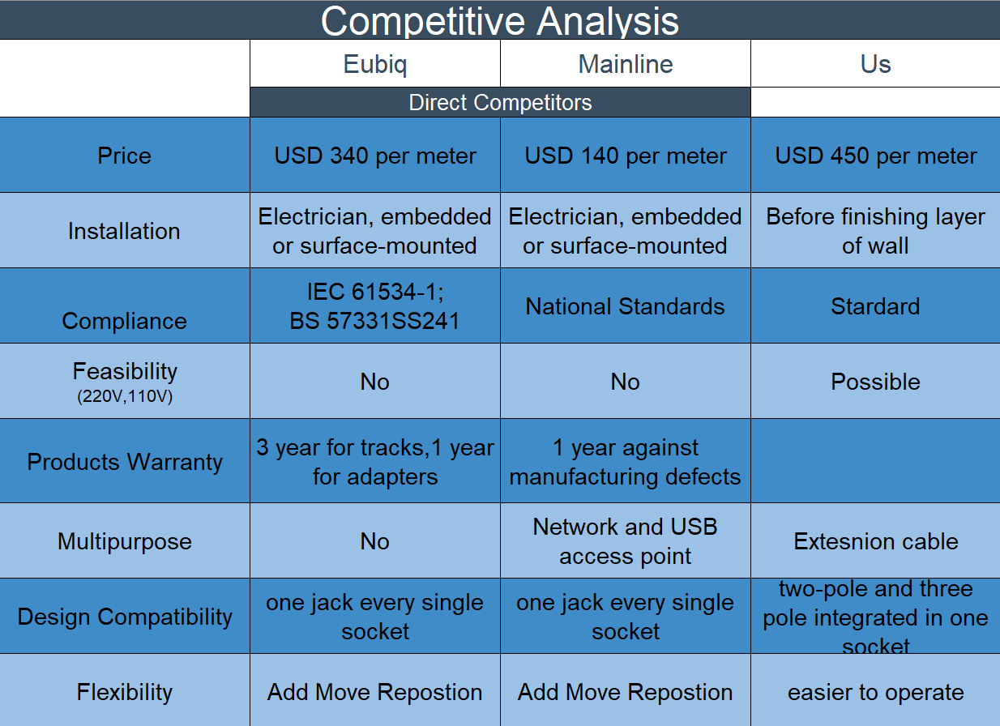 Competitive Analysis
Eubiq
Mainline
Us
Direct Competitors
Price
USD 340 per meter
USD 140 per meter
USD 450 per meter
Installation
Electrician, embedded
or surface-mounted
Electrician, embedded
or surface-mounted
Before finishing layer
of wall
Compliance
IEC 61534-1;
BS 57331SS241
National Standards
Stardard
Feasibility
(220V,110V)
No
No
Possible
Products Warranty
3 year for tracks,1 year
for adapters
1 year against
manufacturing defects
Multipurpose
No
Network and USB
access point
Extesnion cable
Design Compatibility
one jack every single
socket
one jack every single
socket
two-pole and three
pole integrated in one
socket
Flexibility
Add Move Repostion
Add Move Repostion
easier to operate